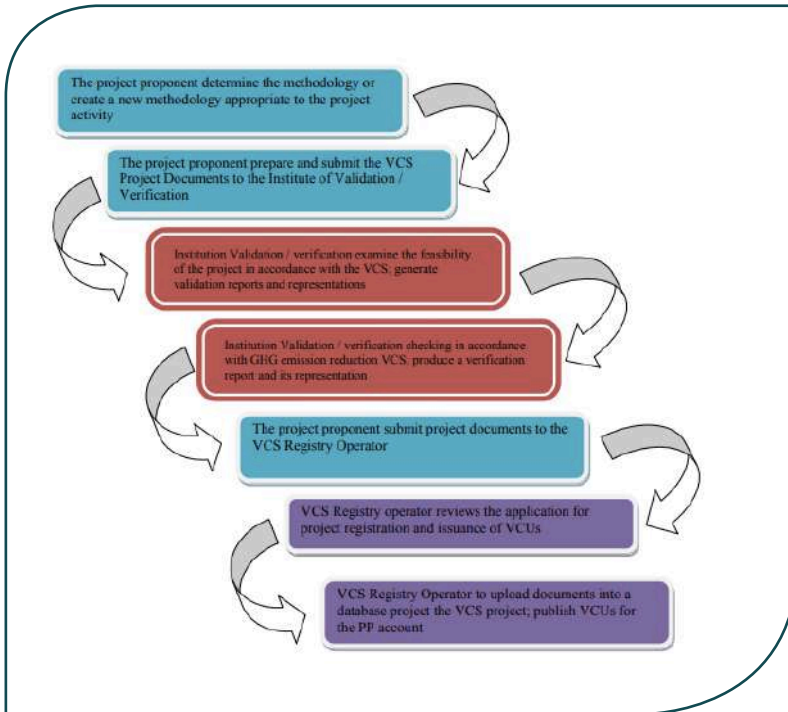 The project proponent determine the methodology or
create a new methodology appropriate to the project
activity
The project proponent prepare and submit the VCS
Project Documents to the Institute of Validation /
Verification
Institution Validation / verification examine the feasibility
of the project in accordance with the VCS; generate
validation reports and representations
Institution Validation / verification checking in accordance
with GHG emission reduction VCS; produce a verification
report and its representation
The project proponent submit project documents to the
VCS Registry Operator
VCS Registry operator reviews the application for
project registration and issuance of VCUs
VCS Registry Operator to upload documents into a
database project the VCS project; publish VCUs for
the PP account